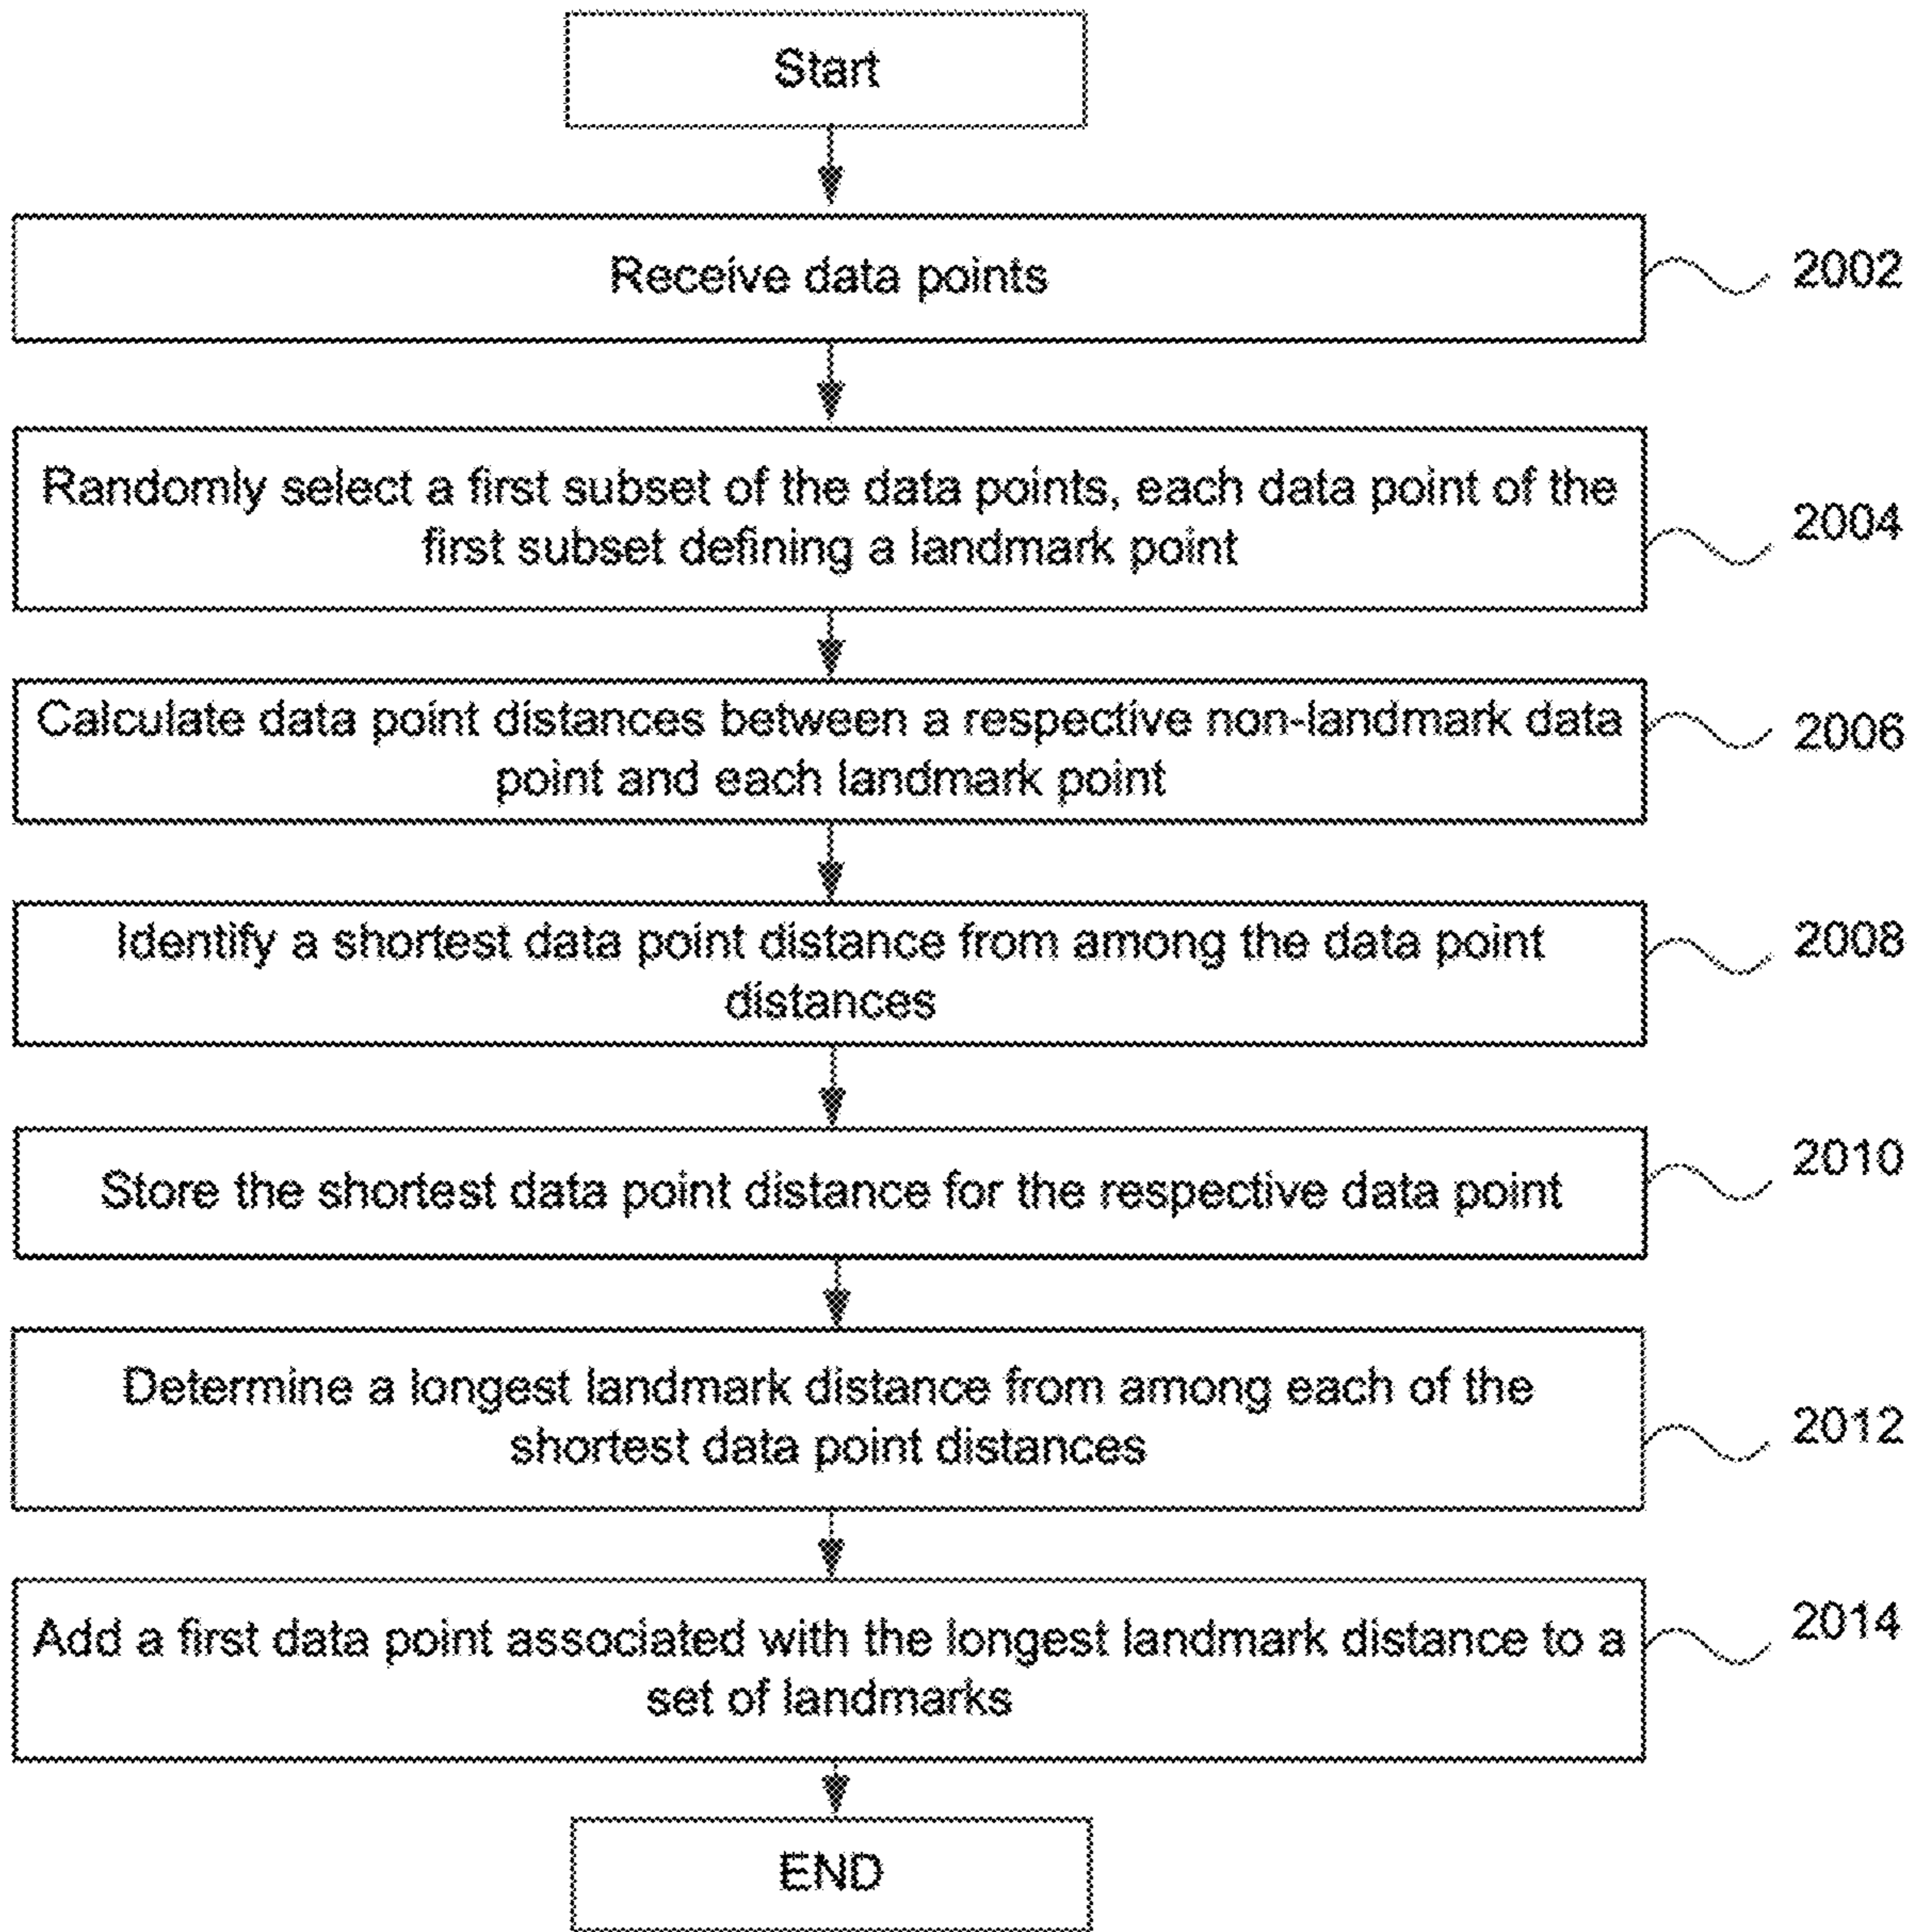 Start
Receive data points
2002
Randomly select a first subset of the data points, each data point of the
first subset defining a landmark point
2004
Calculate data point distances between a respective non-landmark data
point and each landmark point
2006
Identify a shortest data point distance from among the data point
distances
2008
Store the shortest data point distance for the respective data point
2010
Determine a longest landmark distance from among each of the
shortest data point distances
2012
Add a first data point associated with the longest landmark distance to a
set of landmarks
2014
END